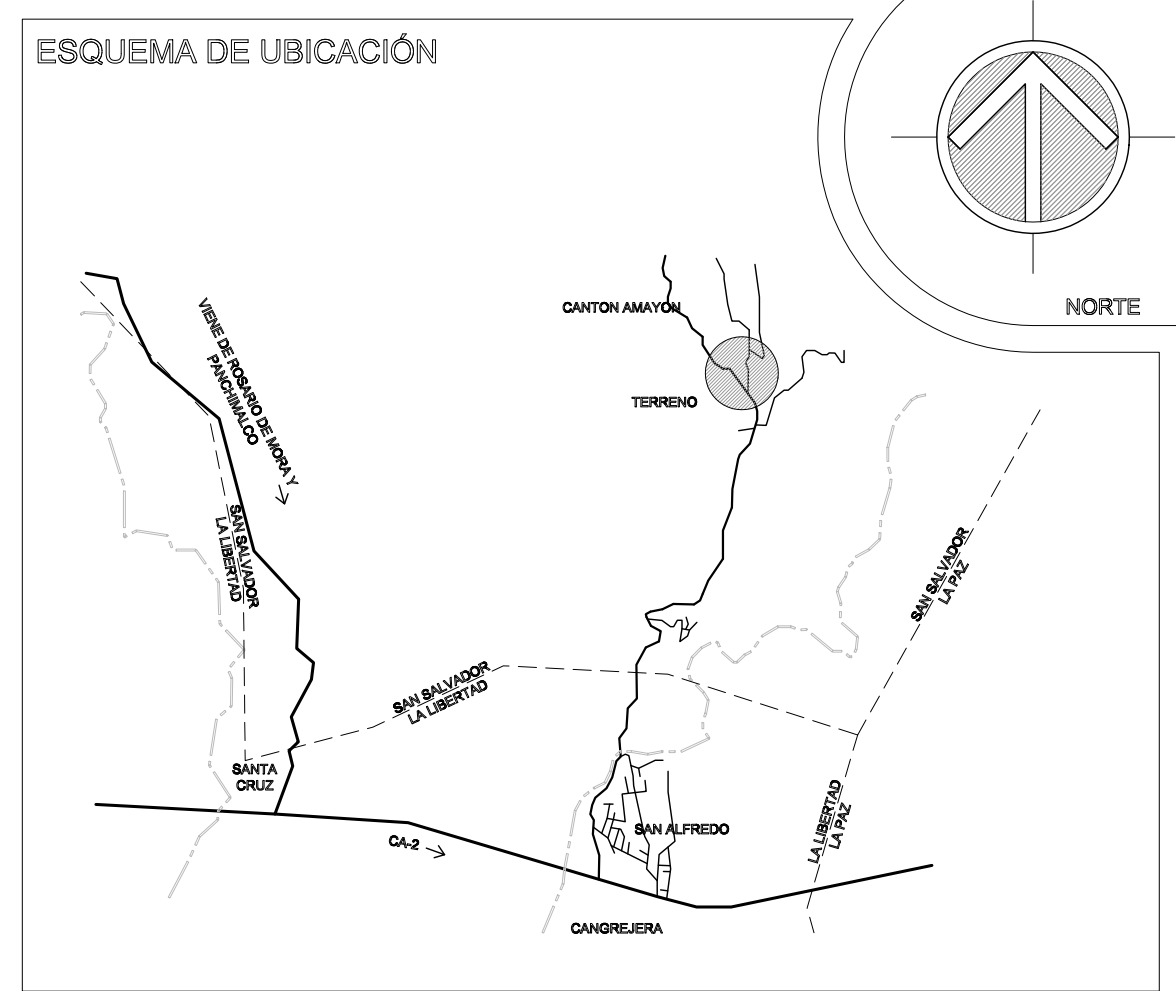 ESQUEMA DE UBICACIÓN
NORTE
VIENE DE ROSARIO DE MORA Y
PANCHIMALCO
CANTON AMAYON
TERRENO
SAN SALVADOR
LA LIBERTAD
SAN SALVADOR
LA PAZ
SAN SALVADOR
LA LIBERTAD
SANTA
CRUZ
LA LIBERTAD
LA PAZ
SAN ALFREDO
CA-2
CANGREJERA